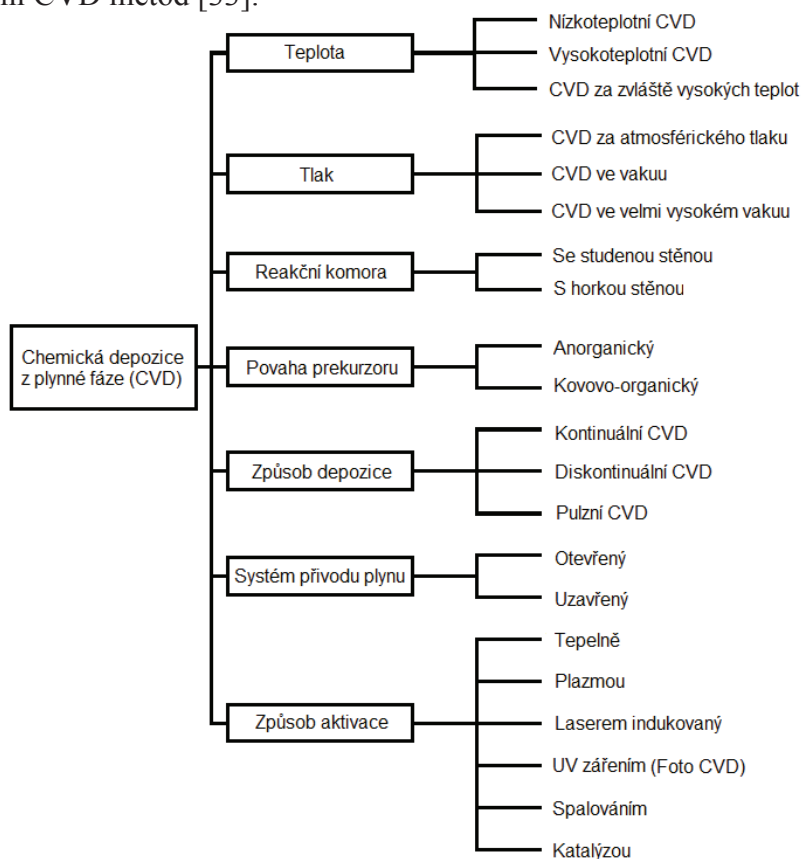 CVD metod [35].
Teplota
Nízkoteplotní CVD
Vysokoteplotní CVD
CVD za zvláště vysokých teplot
Tlak
CVD za atmosférického tlaku
CVD ve vakuu
CVD ve velmi vysokém vakuu
Reakční komora
Se studenou stěnou
S horkou stěnou
Chemická depozice
z plynné fáze (CVD)
Povaha prekurzoru
Anorganický
Kovovo-organický
Způsob depozice
Kontinuální CVD
Diskontinuální CVD
Pulzní CVD
Systém přivodu plynu
Otevřený
Uzavřený
Způsob aktivace
Tepelně
Plazmou
Laserem indukovaný
UV zářením (Foto CVD)
Spalováním
Katalýzou